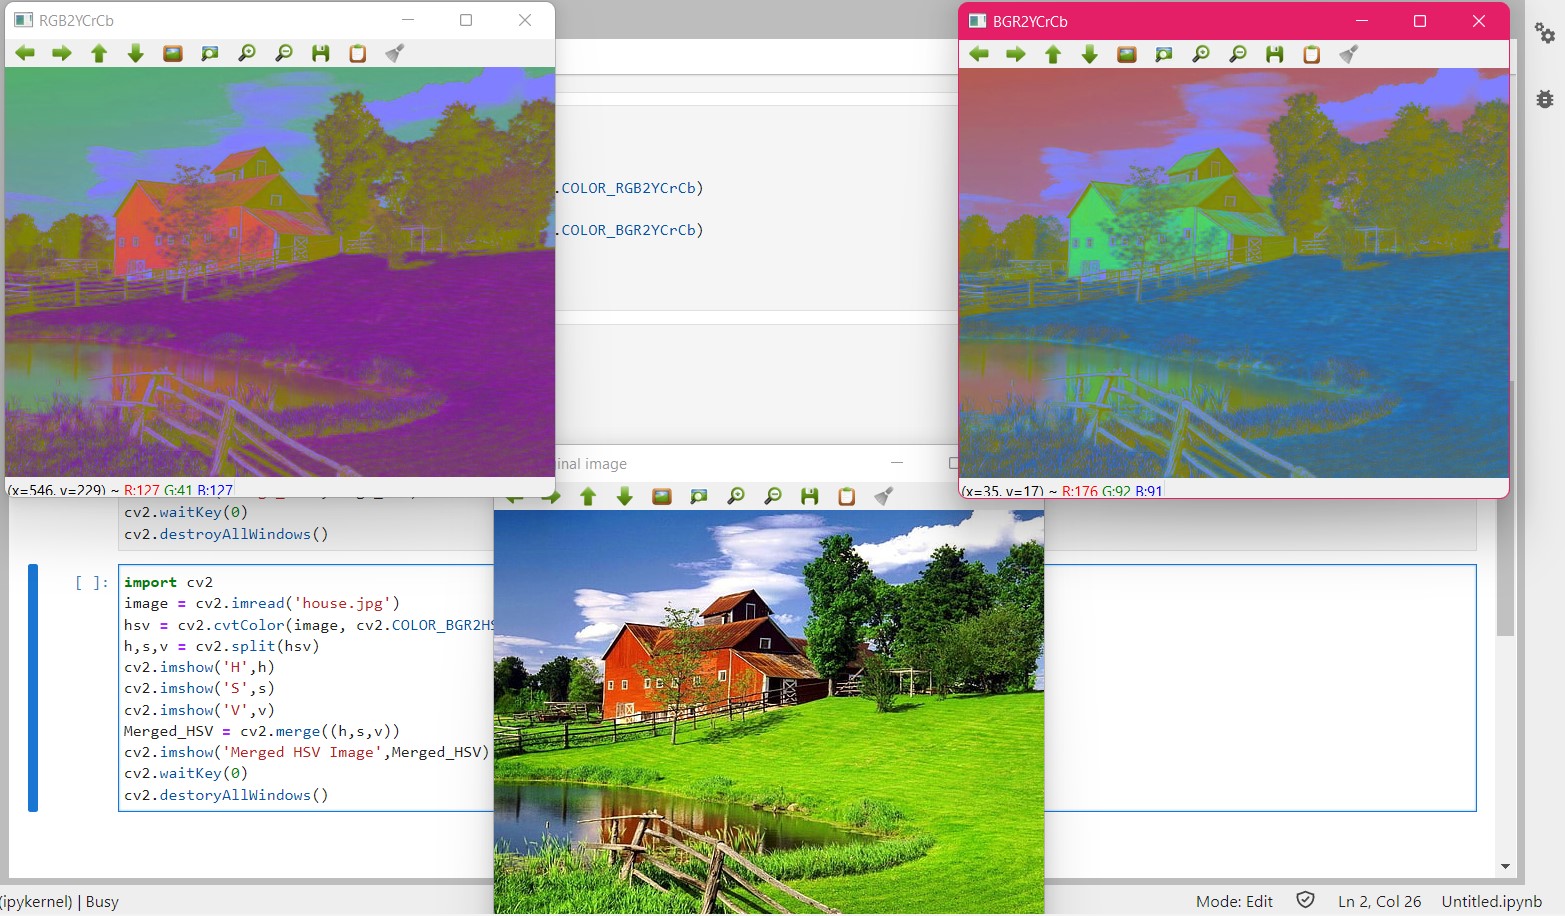 RGB2YCrCb
BGR2YCrCb
.COLOR_RGB2YCrCb)
.COLOR_BGR2YCrCb)
inal image
(x=546, y=229) ~ R:127 G:41 B:127
(x=35, y=17) ~ R:176 G:92 B:91
cv2.waitKey(0)
cv2.destroyAllWindows()
[ ]:
import cv2
image = cv2.imread('house.jpg')
hsv = cv2.cvtColor(image, cv2.COLOR_BGR2HS
h,s,v = cv2.split(hsv)
cv2.imshow('H',h)
cv2.imshow('S',s)
cv2.imshow('V',v)
Merged_HSV = cv2.merge((h,s,v))
cv2.imshow('Merged HSV Image',Merged_HSV)
cv2.waitKey(0)
cv2.destoryAllWindows()
(ipykernel) | Busy
Mode: Edit
Ln 2, Col 26
Untitled.ipynb